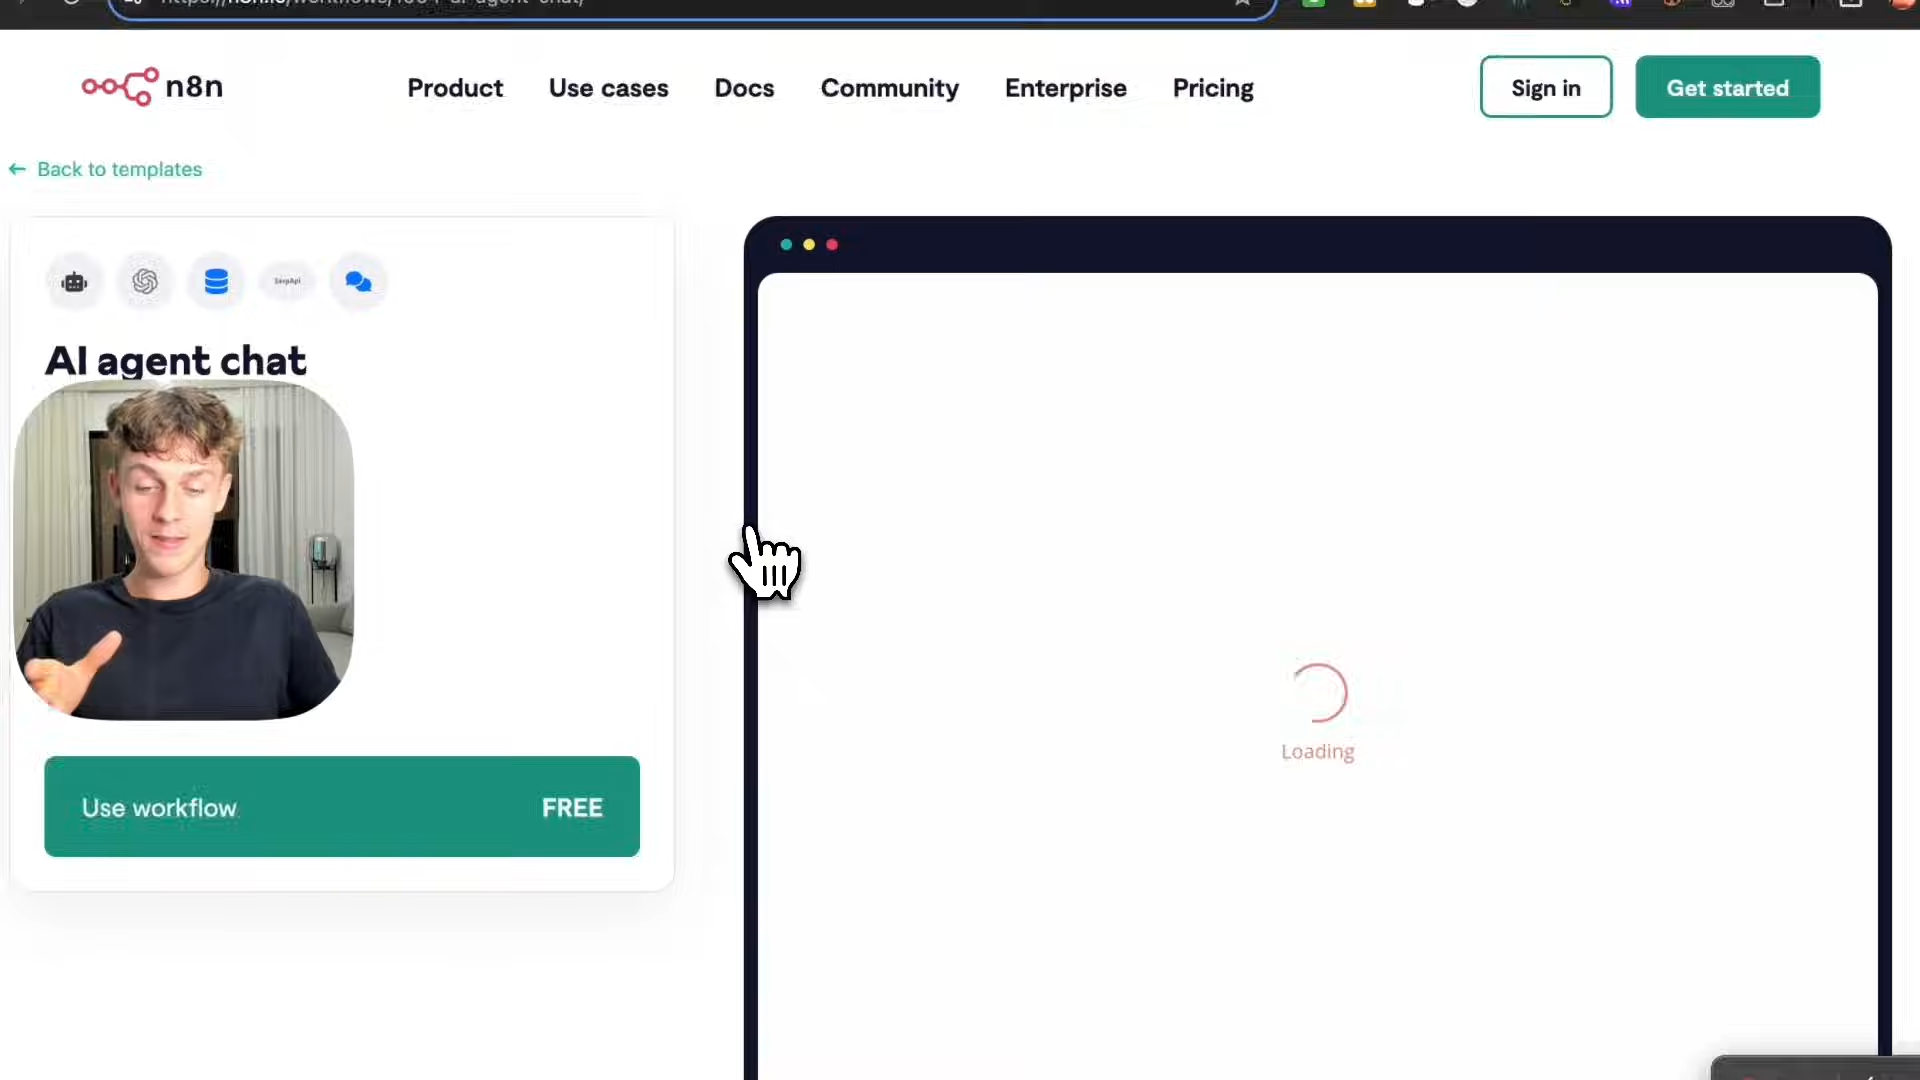 n8n
Product
Use cases
Docs
Community
Enterprise
Pricing
Sign in
Get started
← Back to templates
SerpApi
AI agent chat
Use workflow
FREE
Loading